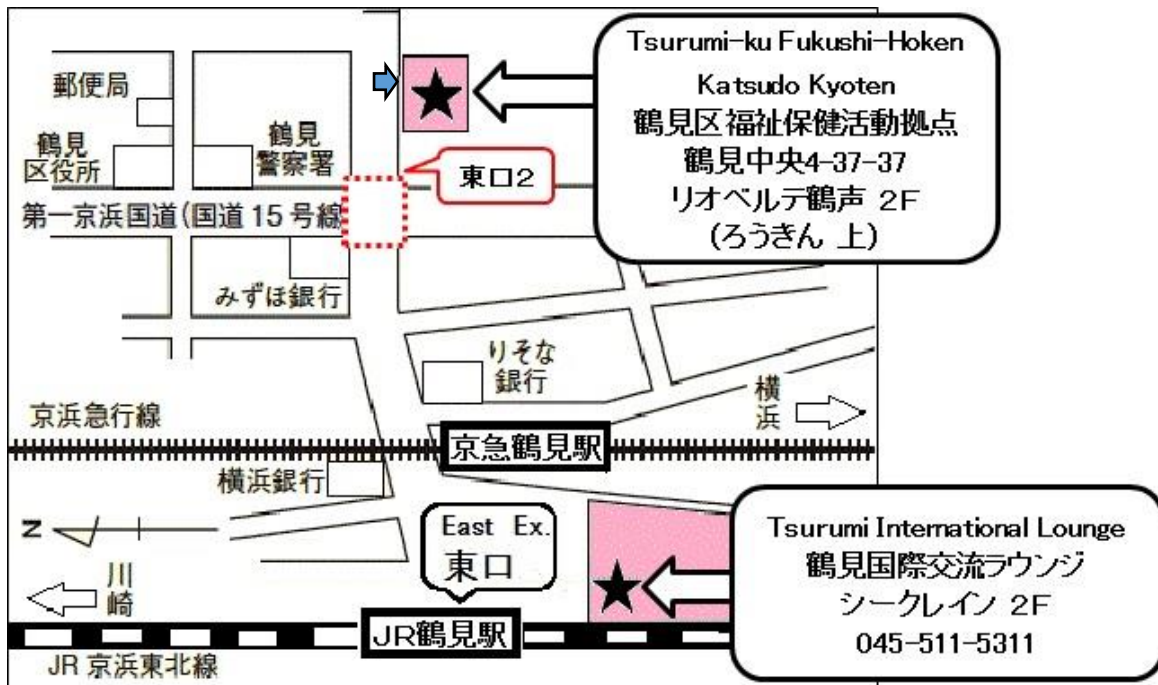 Tsurumi-ku Fukushi-Hoken
Katsudo Kyoten
鶴見区福祉保健活動拠点
鶴見中央4-37-37
リオベルデ鶴声 2F
(ろうきん 上)
郵便局
鶴見
区役所
鶴見
警察署
東口2
第一京浜国道(国道15号線
みずほ銀行
りそな
銀行
横浜
京浜急行線
京急鶴見駅
横浜銀行
N
East Ex.
東口
川崎
Tsurumi International Lounge
鶴見国際交流ラウンジ
シークレイン 2F
045-511-5311
JR鶴見駅
JR京浜東北線